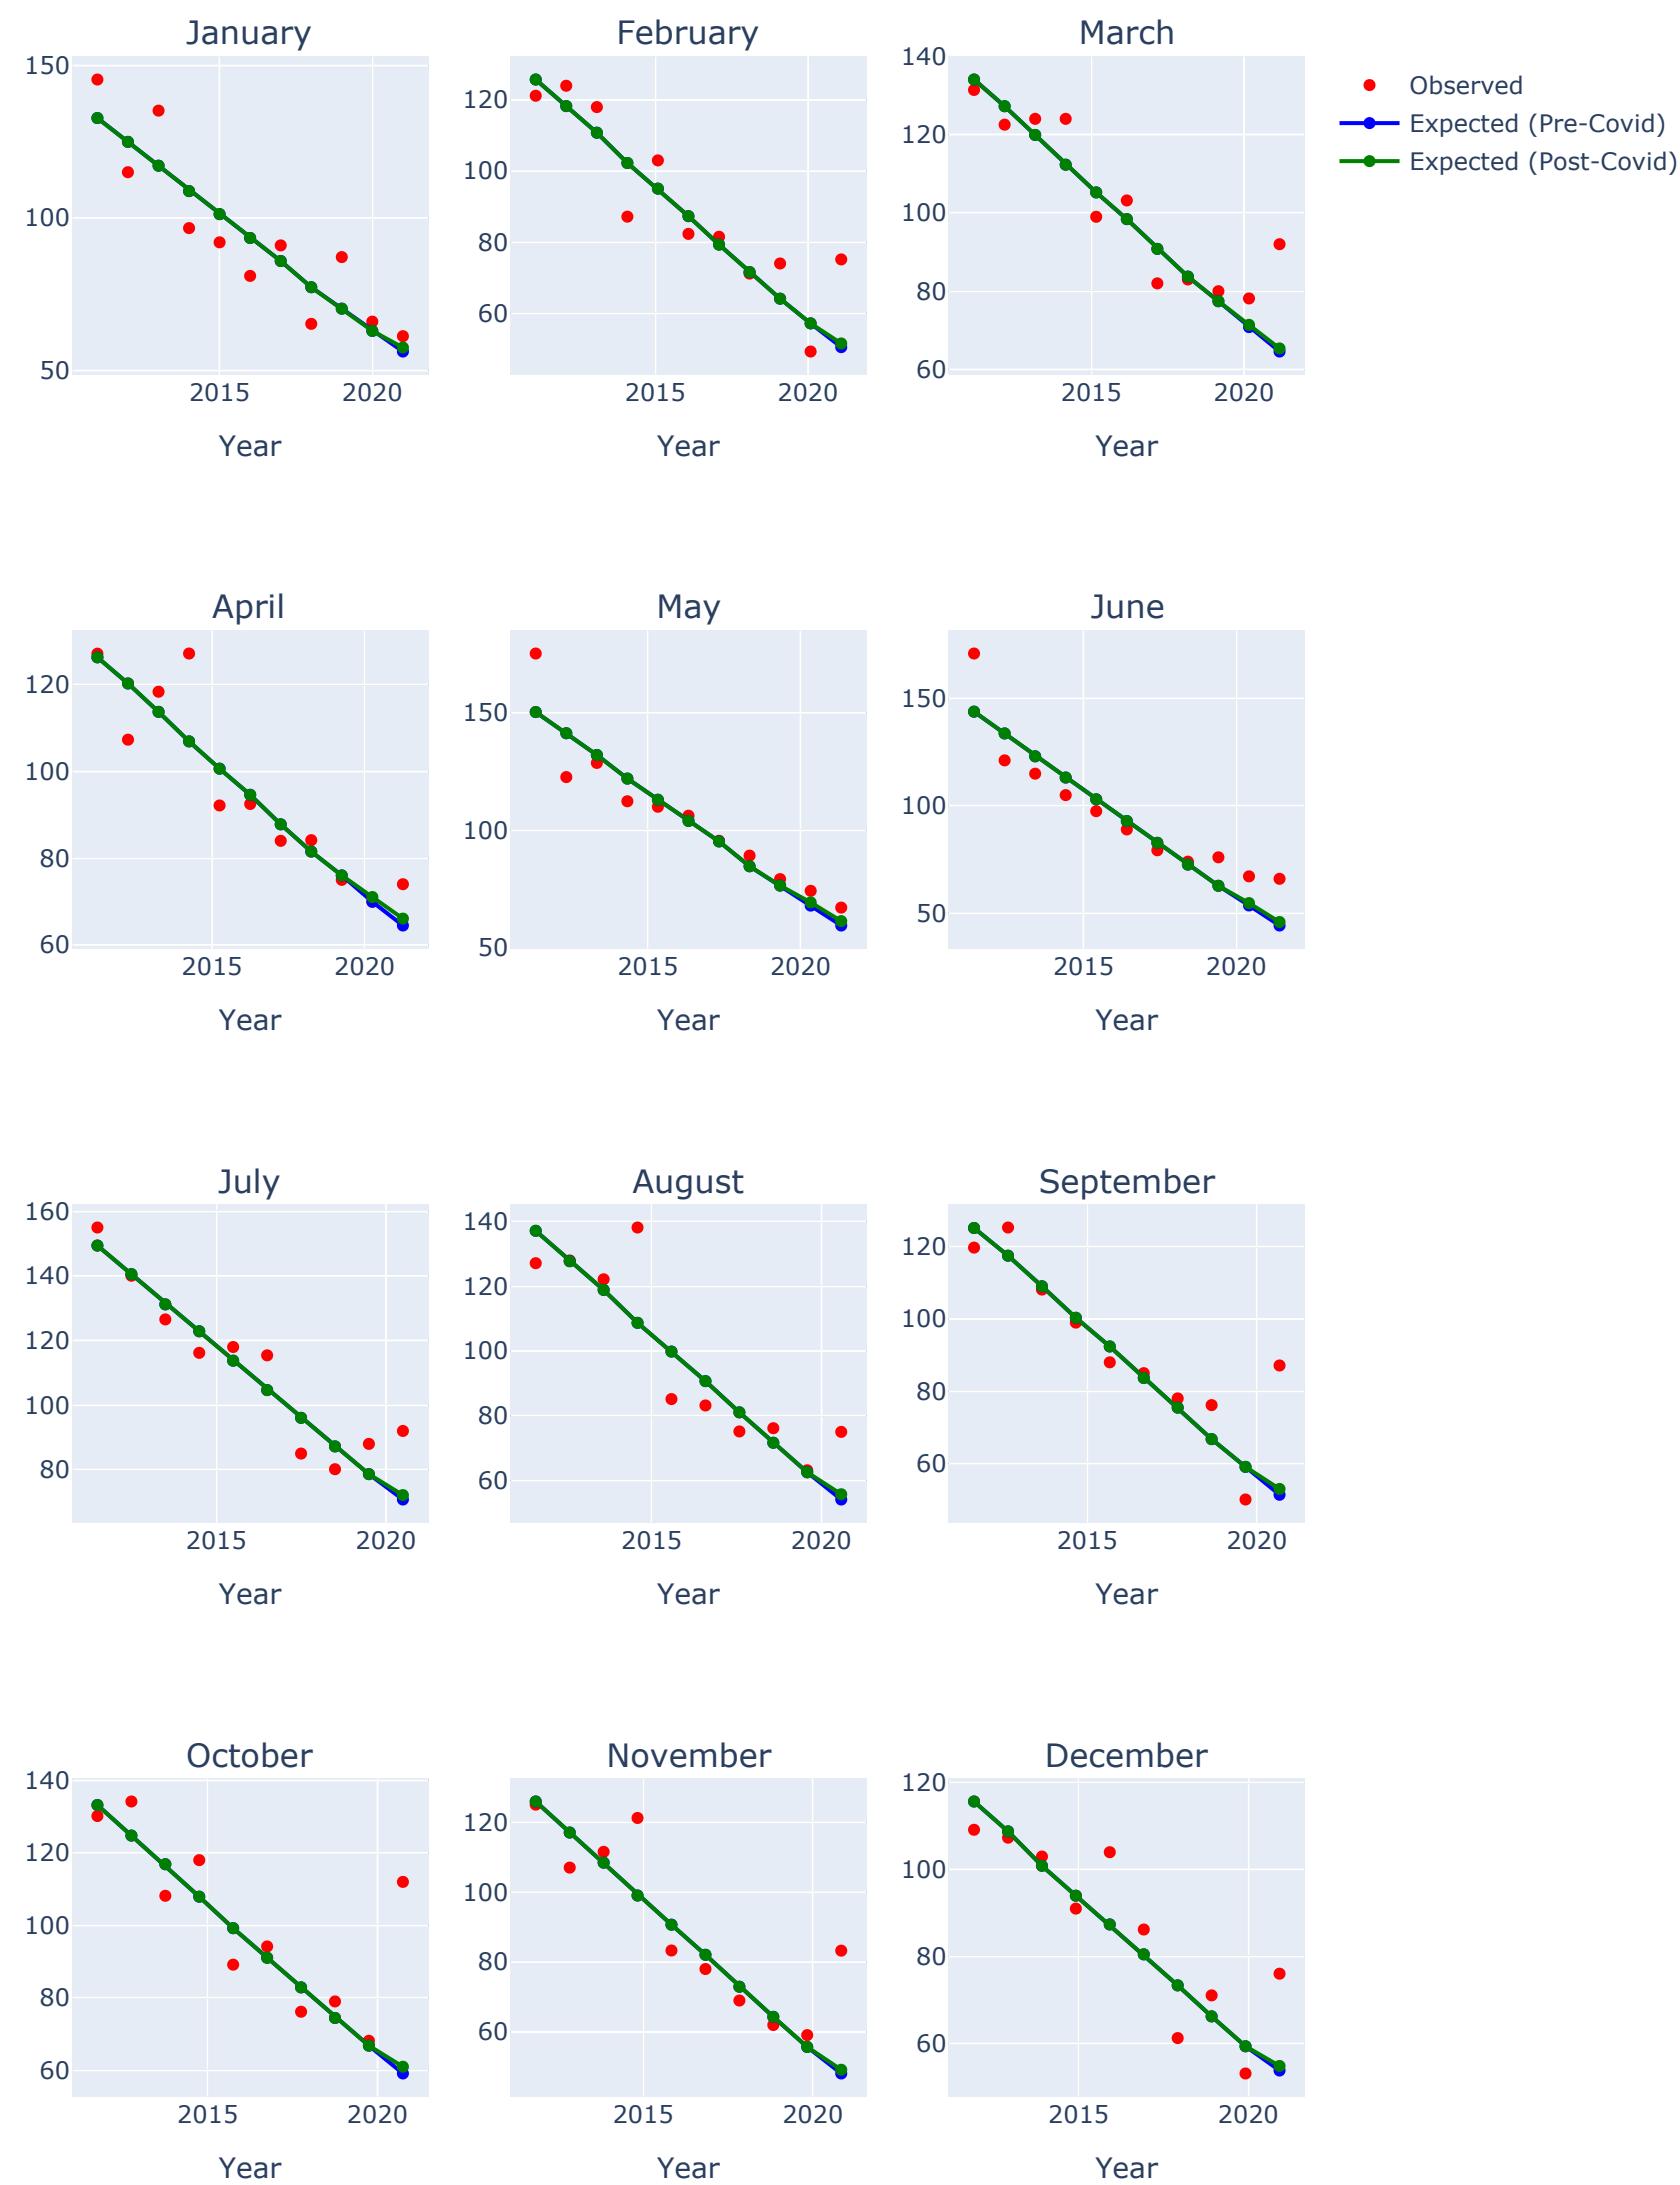 January
February
March
150
100
50
2015
2020
Year
120
100
80
60
2015
2020
Year
140
120
100
80
60
2015
2020
Year
Observed
Expected (Pre-Covid)
Expected (Post-Covid)
April
May
June
120
100
80
60
2015
2020
Year
150
100
50
2015
2020
Year
150
100
50
2015
2020
Year
July
August
September
160
140
120
100
80
2015
2020
Year
140
120
100
80
60
2015
2020
Year
120
100
80
60
2015
2020
Year
October
November
December
140
120
100
80
60
2015
2020
Year
120
100
80
60
2015
2020
Year
120
100
80
60
2015
2020
Year